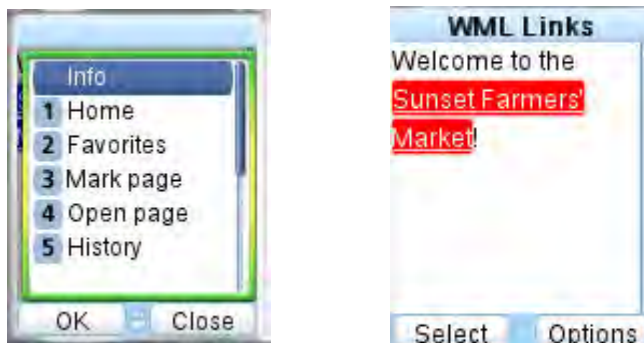 Info
1 Home
2 Favorites
3 Mark page
4 Open page
5 History
OK Close
WML Links
Welcome to the
Sunset Farmers'
Market!
Select Options